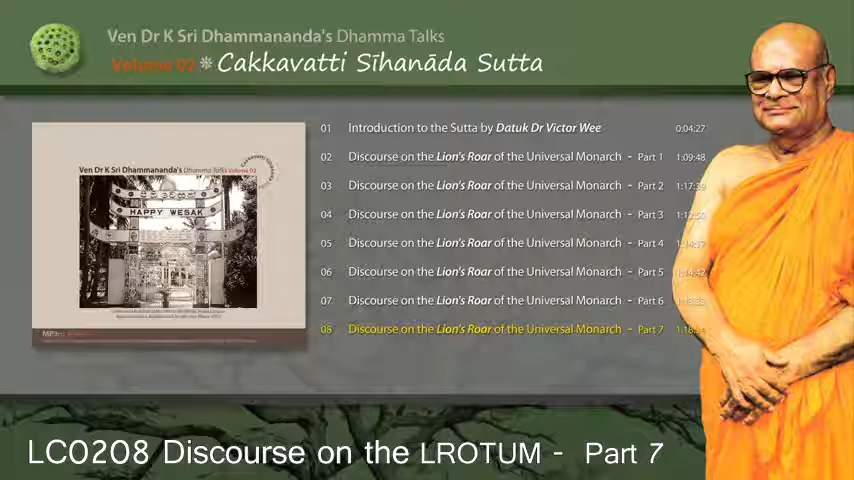 Ven Dr K Sri Dhammananda's Dhamma Talks
Volume 02 ❋ Cakkavatti Sīhanāda Sutta
Ven Dr K Sri Dhammananda's Dhamma Talks Volume 02
HAPPY WESAK
01 Introduction to the Sutta by Datuk Dr Victor Wee 0:04:27
02 Discourse on the Lion's Roar of the Universal Monarch - Part 1 1:09:48
03 Discourse on the Lion's Roar of the Universal Monarch - Part 2
04 Discourse on the Lion's Roar of the Universal Monarch - Part 3
05 Discourse on the Lion's Roar of the Universal Monarch - Part 4
06 Discourse on the Lion's Roar of the Universal Monarch - Part 5
07 Discourse on the Lion's Roar of the Universal Monarch - Part 6
08 Discourse on the Lion's Roar of the Universal Monarch - Part 7
LC0208 Discourse on the LROTUM - Part 7